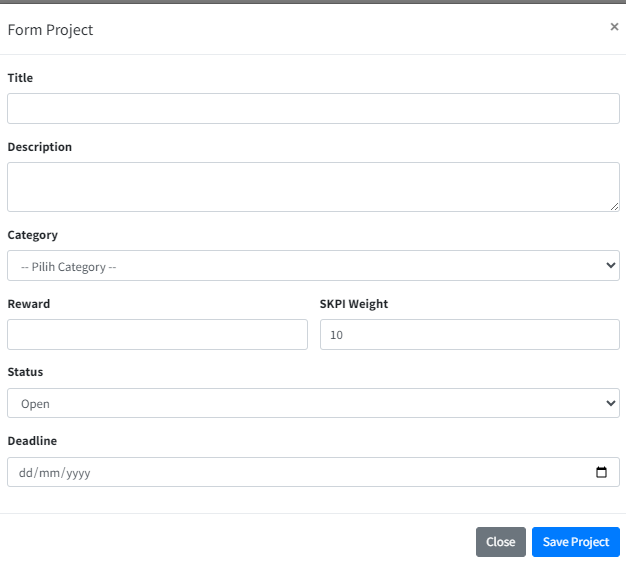 Form Project ×
Title
Description
Category
-- Pilih Category --
Reward SKPI Weight
10
Status
Open
Deadline
dd/mm/yyyy
Close Save Project